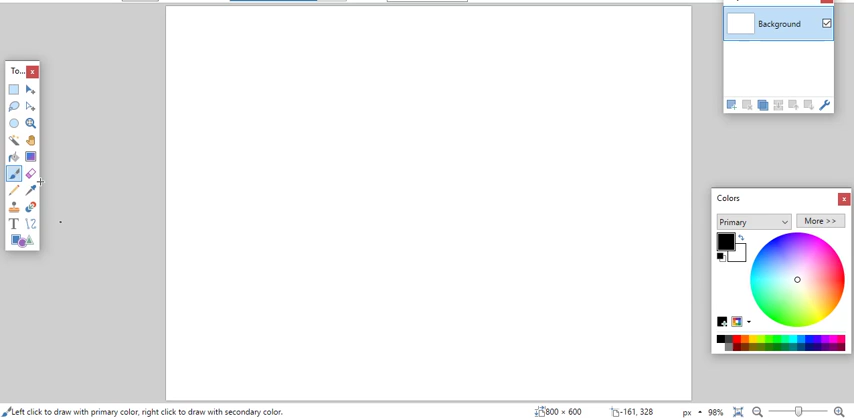 Background
To...
Colors
Primary
More >>
Left click to draw with primary color, right click to draw with secondary color.
800 × 600
-161, 328
px
98%